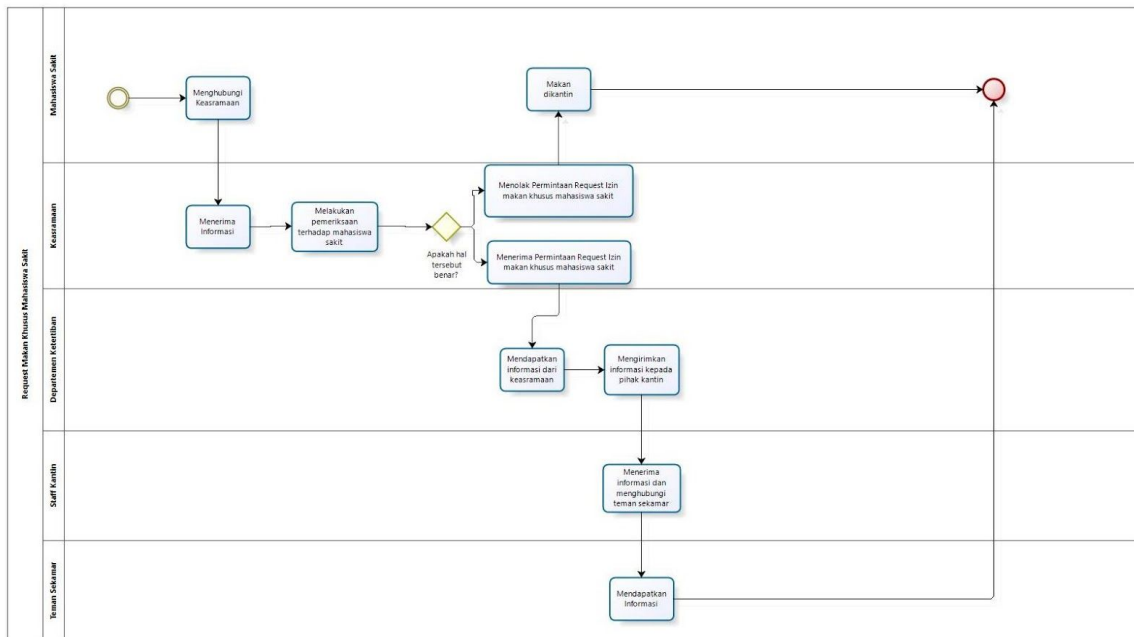 Request Makan Khusus Mahasiswa Sakit
Mahasiswa Sakit
Menghubungi
Keasramaan
Makan
dikantin
Keasramaan
Menerima
Informasi
Melakukan
pemeriksaan
terhadap mahasiswa
sakit
Apakah hal
tersebut
benar?
Menolak Permintaan Request Izin
makan khusus mahasiswa sakit
Menerima Permintaan Request Izin
makan khusus mahasiswa sakit
Departemen Ketertiban
Mendapatkan
informasi dari
keasramaan
Mengirimkan
informasi kepada
pihak kantin
Staff Kantin
Menerima
informasi dan
menghubungi
teman sekamar
Teman Sekamar
Mendapatkan
Informasi